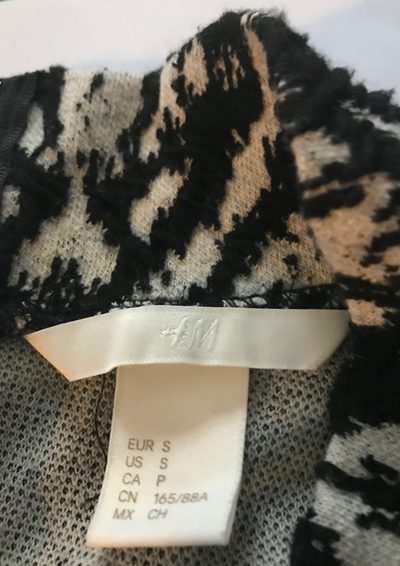 H&M
EUR S
US S
CA P
CN 165/88A
MX CH